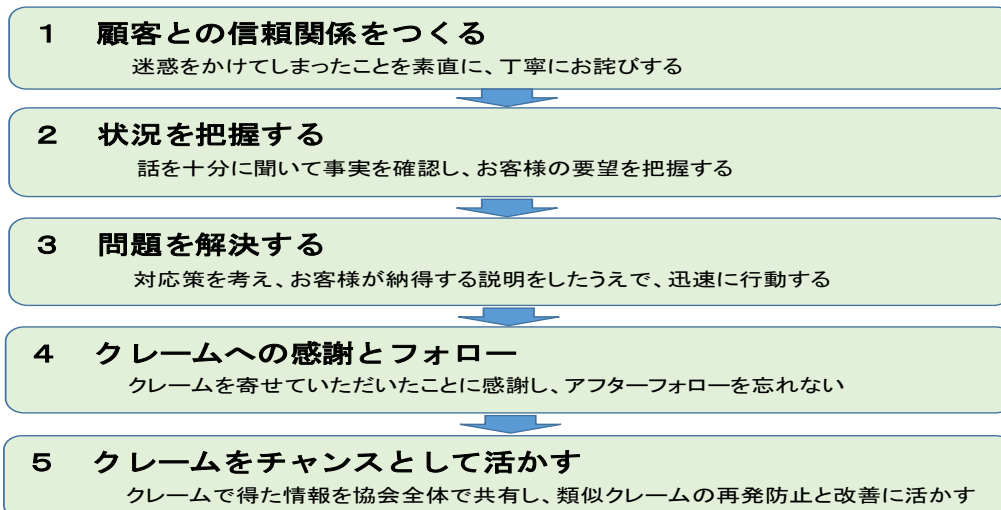 １　顧客との信頼関係をつくる
迷惑をかけてしまったことを素直に、丁寧にお詫びする
２　状況を把握する
話を十分に聞いて事実を確認し、お客様の要望を把握する
３　問題を解決する
対応策を考え、お客様が納得する説明をしたうえで、迅速に行動する
４　クレームへの感謝とフォロー
クレームを寄せていただいたことに感謝し、アフターフォローを忘れない
５　クレームをチャンスとして活かす
クレームで得た情報を協会全体で共有し、類似クレームの再発防止と改善に活かす